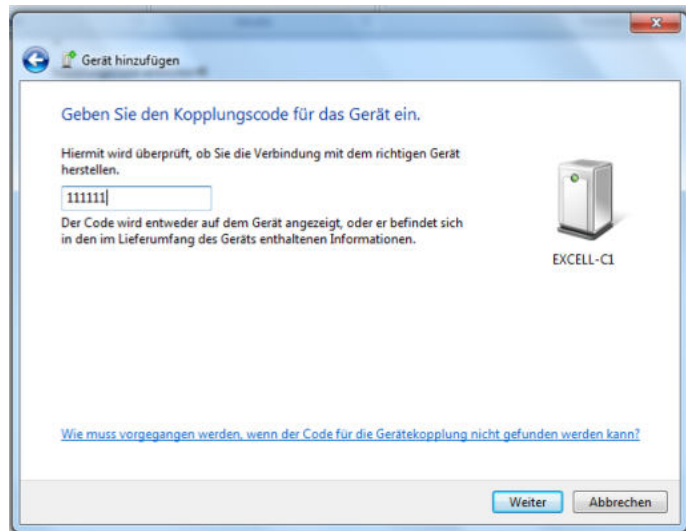 Gerät hinzufügen
Geben Sie den Kopplungscode für das Gerät ein.
Hiermit wird überprüft, ob Sie die Verbindung mit dem richtigen Gerät
herstellen.
111111
Der Code wird entweder auf dem Gerät angezeigt, oder er befindet sich
in den im Lieferumfang des Geräts enthaltenen Informationen.
EXCELL-C1
Wie muss vorgegangen werden, wenn der Code für die Gerätekopplung nicht gefunden werden kann?
Weiter
Abbrechen